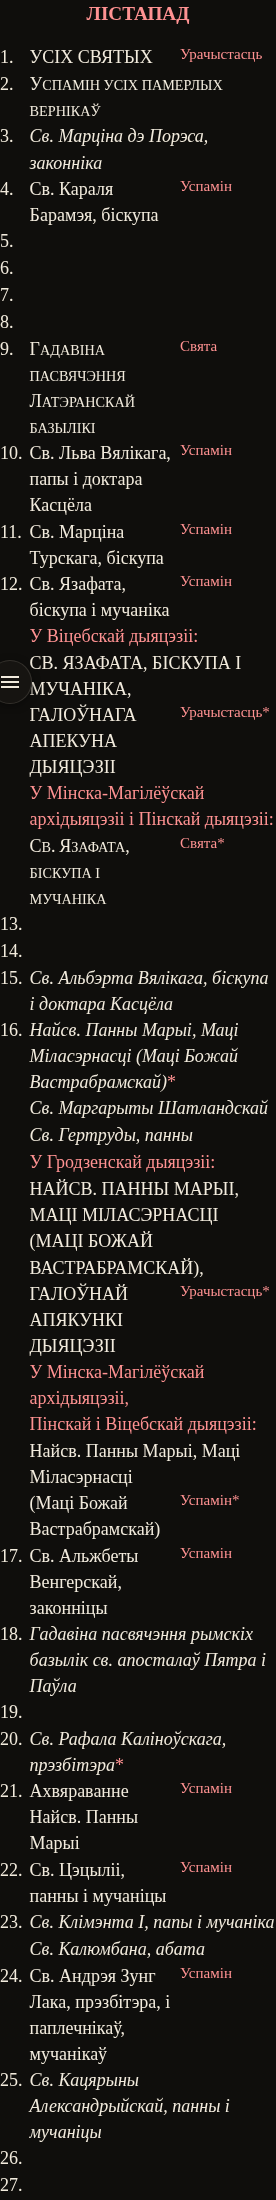 ЛІСТАПАД
1. УСІХ СВЯТЫХ Урачыстасць
2. Успамін усіх памерлых
вернікаў
3. Св. Марціна дэ Порэса,
законніка
4. Св. Караля Успамін
Барамэя, біскупа
5.
6.
7.
8.
9. Гадавіна Свята
пасвячэння
Латэранскай
базылікі
10. Св. Льва Вялікага, Успамін
папы і доктара
Касцёла
11. Св. Марціна Успамін
Турскага, біскупа
12. Св. Язафата, Успамін
біскупа і мучаніка
У Віцебскай дыяцэзіі:
СВ. ЯЗАФАТА, БІСКУПА І
МУЧАНІКА,
ГАЛОЎНАГА Урачыстасць*
АПЕКУНА
ДЫЯЦЭЗІІ
У Мінска-Магілёўскай
архідыяцэзіі і Пінскай дыяцэзіі:
Св. Язафата, Свята*
біскупа і
мучаніка
13.
14.
15. Св. Альбэрта Вялікага, біскупа
і доктара Касцёла
16. Найсв. Панны Марыі, Маці
Міласэрнасці (Маці Божай
Вастрабрамскай)*
Св. Маргарыты Шатландскай
Св. Гертруды, панны
У Гродзенскай дыяцэзіі:
НАЙСВ. ПАННЫ МАРЫІ,
МАЦІ МІЛАСЭРНАСЦІ
(МАЦІ БОЖАЙ
ВАСТРАБРАМСКАЙ),
ГАЛОЎНАЙ Урачыстасць*
АПЯКУНКІ
ДЫЯЦЭЗІІ
У Мінска-Магілёўскай
архідыяцэзіі,
Пінскай і Віцебскай дыяцэзіі:
Найсв. Панны Марыі, Маці
Міласэрнасці
(Маці Божай Успамін*
Вастрабрамскай)
17. Св. Альжбеты Успамін
Венгерскай,
законніцы
18. Гадавіна пасвячэння рымскіх
базылік св. апосталаў Пятра і
Паўла
19.
20. Св. Рафала Каліноўскага,
прэзбітэра*
21. Ахвяраванне Успамін
Найсв. Панны
Марыі
22. Св. Цэцыліі, Успамін
панны і мучаніцы
23. Св. Клімэнта І, папы і мучаніка
Св. Калюмбана, абата
24. Св. Андрэя Зунг Успамін
Лака, прэзбітэра, і
паплечнікаў,
мучанікаў
25. Св. Кацярыны
Александрыйскай, панны і
мучаніцы
26.
27.